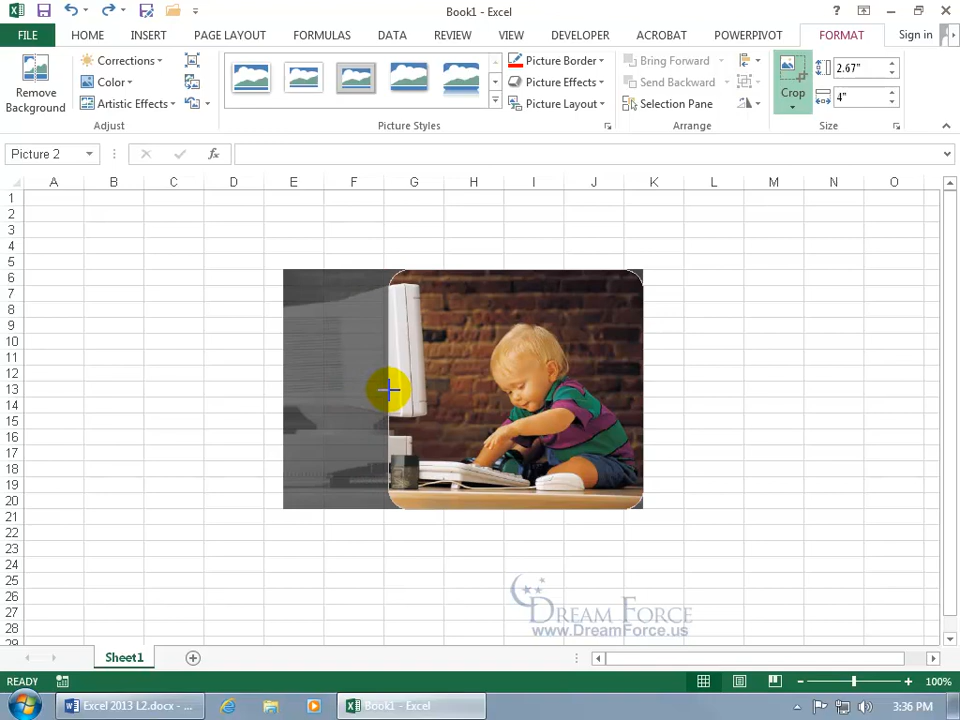 Book1 - Excel
FILE HOME INSERT PAGE LAYOUT FORMULAS DATA REVIEW VIEW DEVELOPER ACROBAT POWERPIVOT FORMAT Sign in
Remove Background
Corrections
Color
Artistic Effects
Adjust
Picture Border
Picture Effects
Picture Layout
Picture Styles
Bring Forward
Send Backward
Selection Pane
Arrange
Crop
2.67"
4"
Size
Picture 2
fx
A B C D E F G H I J K L M N O
1
2
3
4
5
6
7
8
9
10
11
12
13
14
15
16
17
18
19
20
21
22
23
24
25
26
27
28
29
DREAM FORCE
www.DreamForce.us
Sheet1
READY
100%
Excel 2013 L2.docx - ...
Book1 - Excel
3:36 PM